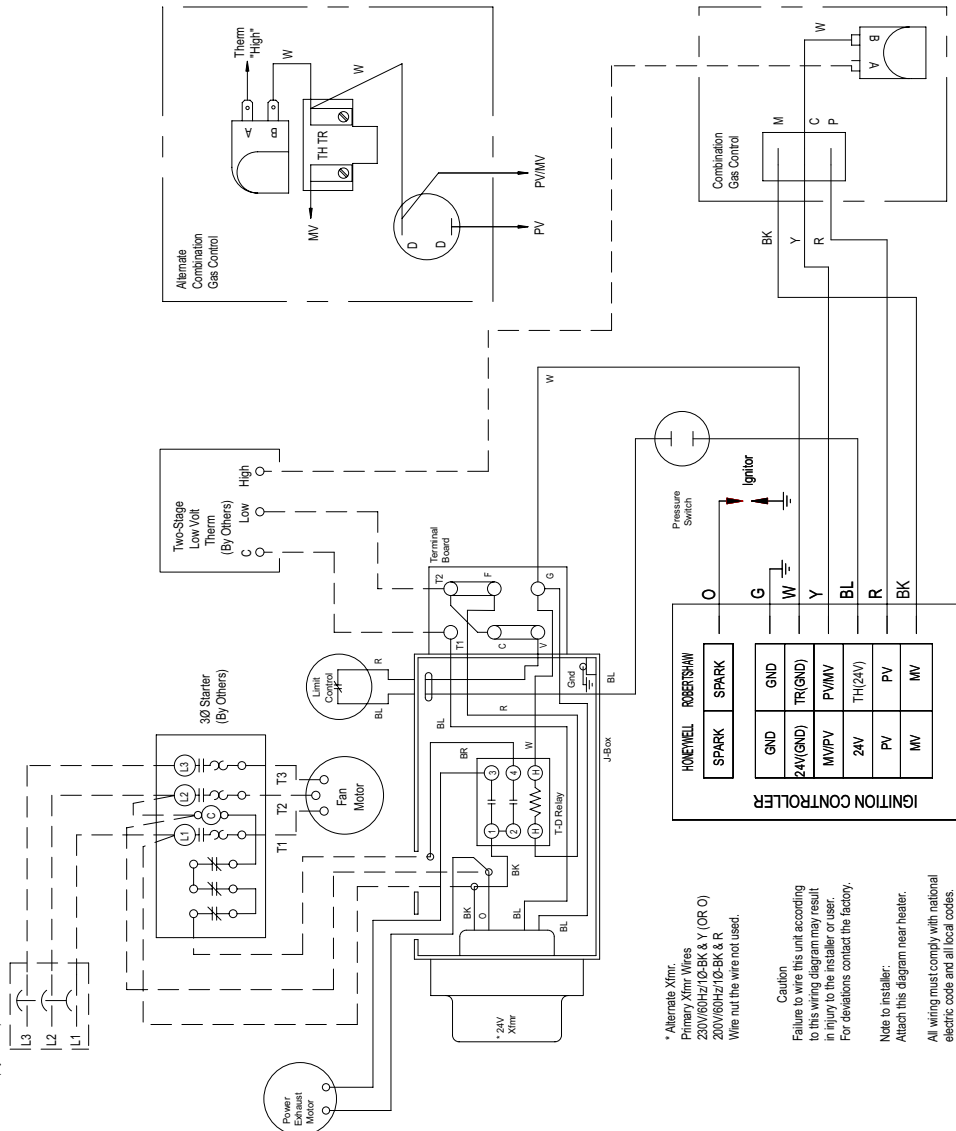 L3
L2
L1
3Ø Starter
(By Others)
L1
C
L2
L3
T1
T2
T3
Fan
Motor
Power
Exhaust
Motor
Limit
Control
BL
R
Two-Stage
Low Volt
Therm
(By Others)
C
Low
High
Alternate
Combination
Gas Control
A
B
Therm
"High"
W
W
TH TR
MV
D
D
PV
PV/MV
Combination
Gas Control
M
C
P
W
A
B
BK
Y
R
Terminal
Board
T1
T2
C
F
V
G
W
* 24V
Xfmr
BK
O
BL
BL
BK
BR
BL
R
W
1
2
3
4
H
H
T-D Relay
Gnd
BL
J-Box
Pressure
Switch
Ignitor
O
G
W
Y
BL
R
BK
HONEYWELL ROBERTSHAW
SPARK SPARK
GND GND
24V(GND) TR(GND)
MV/PV PV/MV
24V TH(24V)
PV PV
MV MV
IGNITION CONTROLLER
* Alternate Xfmr.
Primary Xfmr Wires
230V/60Hz/1Ø-BK & Y (OR O)
200V/60Hz/1Ø-BK & R
Wire nut the wire not used.
Caution
Failure to wire this unit according
to this wiring diagram may result
in injury to the installer or user.
For deviations contact the factory.
Note to installer:
Attach this diagram near heater.
All wiring must comply with national
electric code and all local codes.